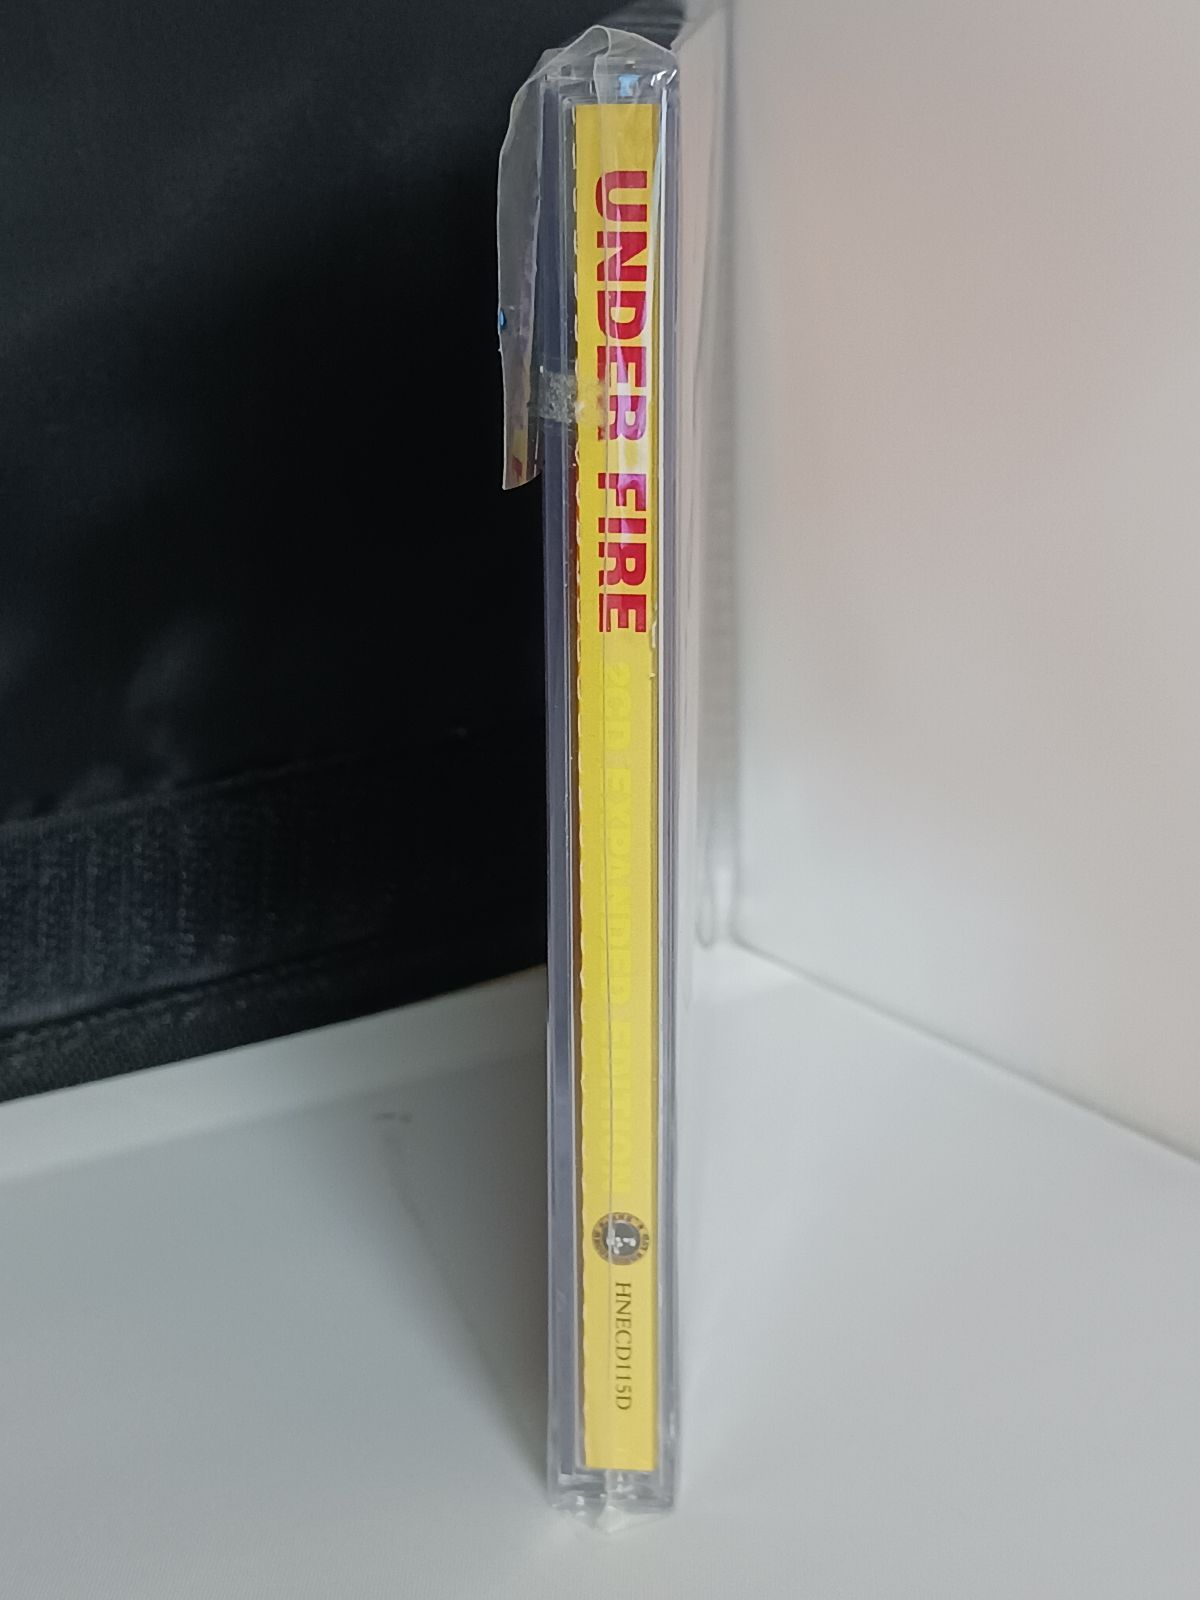 UNDER FIRE
2CD EXPANDED EDITION
HNECD115D